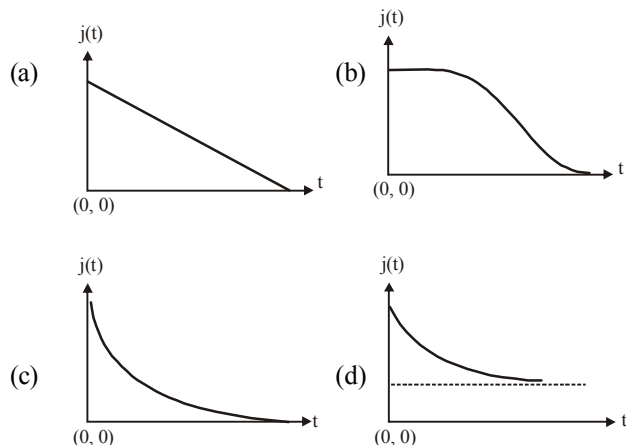 j(t)
(a)
t
(0, 0)
j(t)
(b)
t
(0, 0)
j(t)
(c)
t
(0, 0)
j(t)
(d)
t
(0, 0)